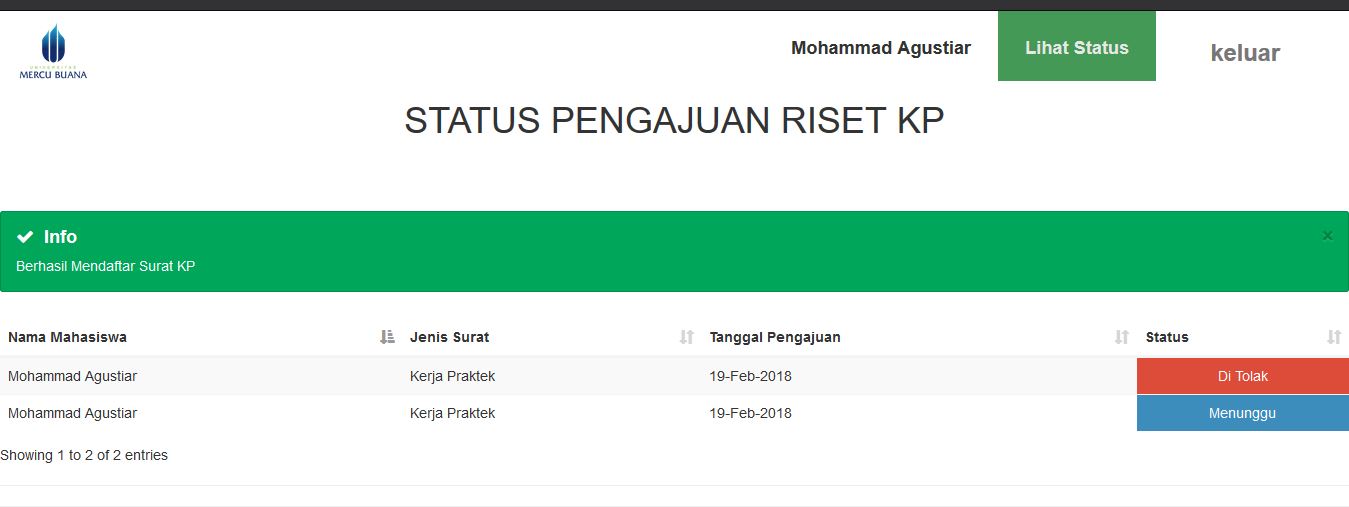 UNIVERSITAS
MERCU BUANA
Mohammad Agustiar
Lihat Status
keluar
STATUS PENGAJUAN RISET KP
Info
×
Berhasil Mendaftar Surat KP
Nama Mahasiswa Jenis Surat Tanggal Pengajuan Status
Mohammad Agustiar Kerja Praktek 19-Feb-2018 Di Tolak
Mohammad Agustiar Kerja Praktek 19-Feb-2018 Menunggu
Showing 1 to 2 of 2 entries